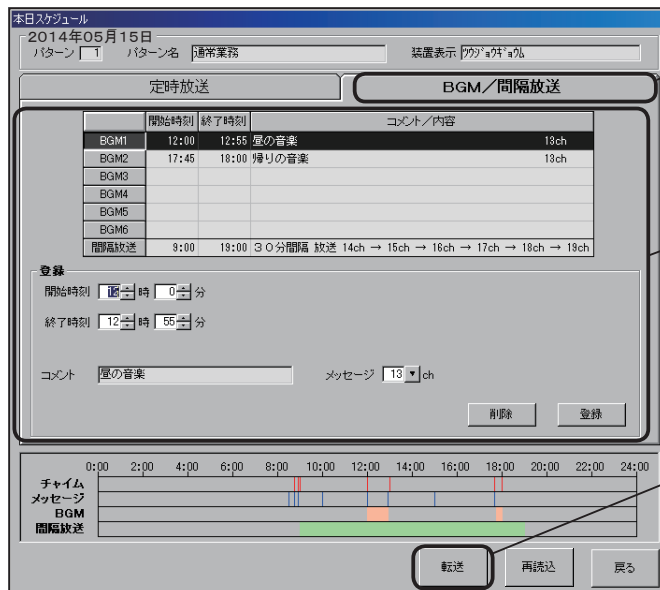 本日スケジュール
2014年05月15日
パターン 1 パターン名 通常業務 装置表示 ﾂｳｼﾞｮｳｷﾞｮｳﾑ
定時放送 BGM／間隔放送
開始時刻 終了時刻 コメント／内容
BGM1 12:00 12:55 昼の音楽 13ch
BGM2 17:45 18:00 帰りの音楽 13ch
BGM3
BGM4
BGM5
BGM6
間隔放送 9:00 19:00 ３０分間隔 放送 14ch → 15ch → 16ch → 17ch → 18ch → 19ch
登録
開始時刻 12 時 0 分
終了時刻 12 時 55 分
コメント 昼の音楽 メッセージ 13 ch
削除 登録
0:00 2:00 4:00 6:00 8:00 10:00 12:00 14:00 16:00 18:00 20:00 22:00 24:00
チャイム
メッセージ
BGM
間隔放送
転送 再読込 戻る